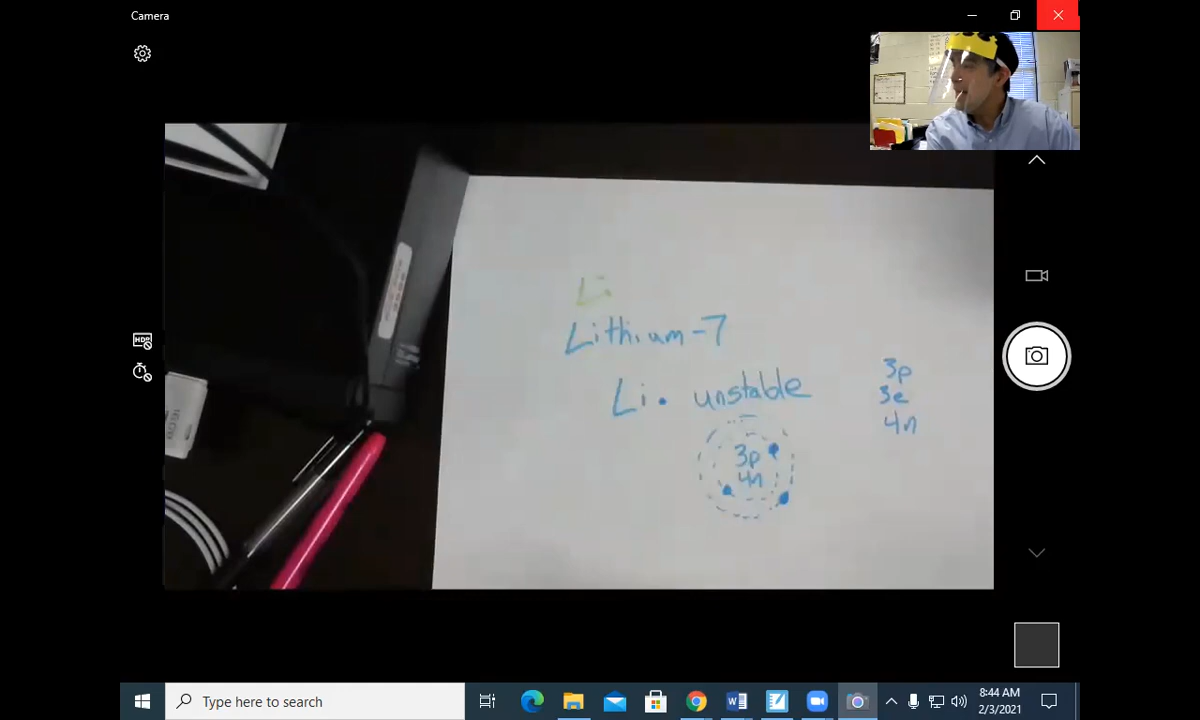 Camera
Li
Lithium-7
Li. unstable
3p
3e
4n
3p
4n
Type here to search
8:44 AM
2/3/2021